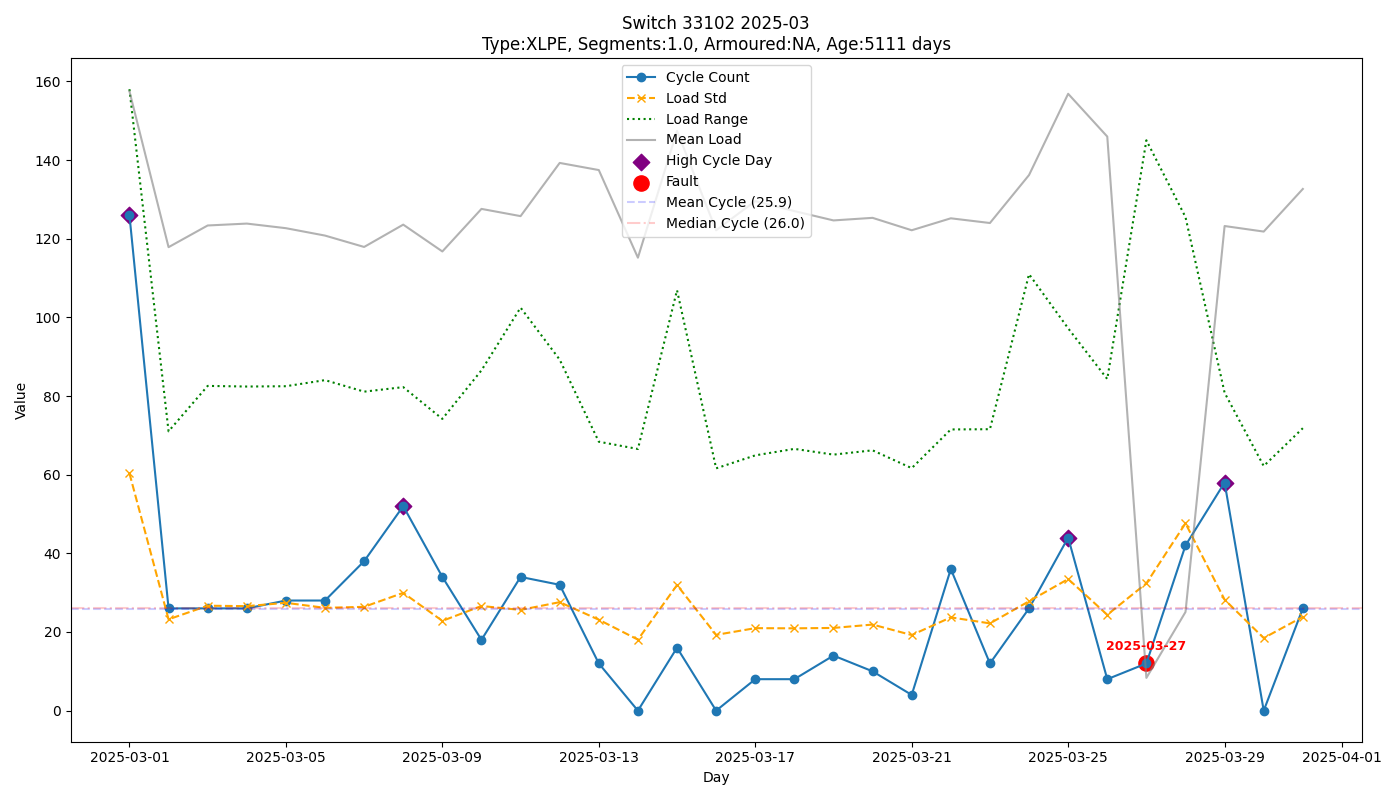 Switch 33102 2025-03
Type:XLPE, Segments:1.0, Armoured:NA, Age:5111 days
Cycle Count
Load Std
Load Range
Mean Load
High Cycle Day
Fault
Mean Cycle (25.9)
Median Cycle (26.0)
160
140
120
100
80
60
40
20
0
Value
2025-03-27
2025-03-01 2025-03-05 2025-03-09 2025-03-13 2025-03-17 2025-03-21 2025-03-25 2025-03-29 2025-04-01
Day